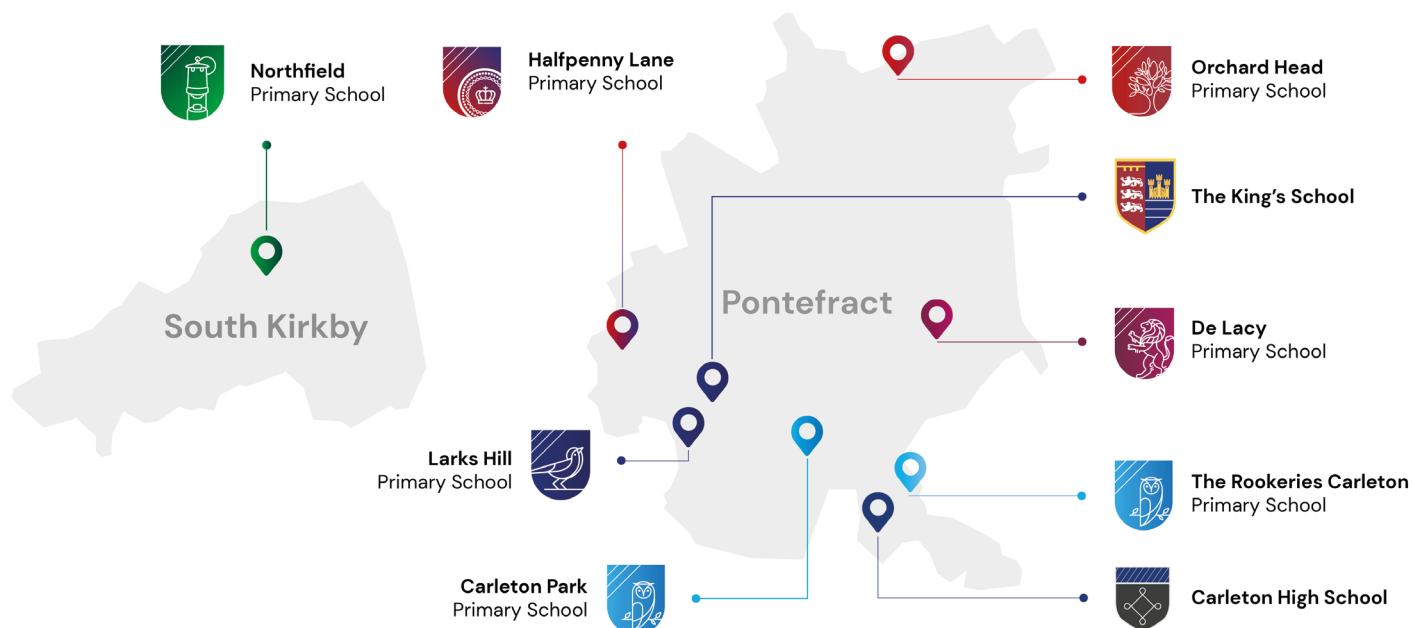 Northfield
Primary School
Halfpenny Lane
Primary School
Orchard Head
Primary School
The King’s School
South Kirkby
Pontefract
De Lacy
Primary School
Larks Hill
Primary School
The Rookeries Carleton
Primary School
Carleton Park
Primary School
Carleton High School